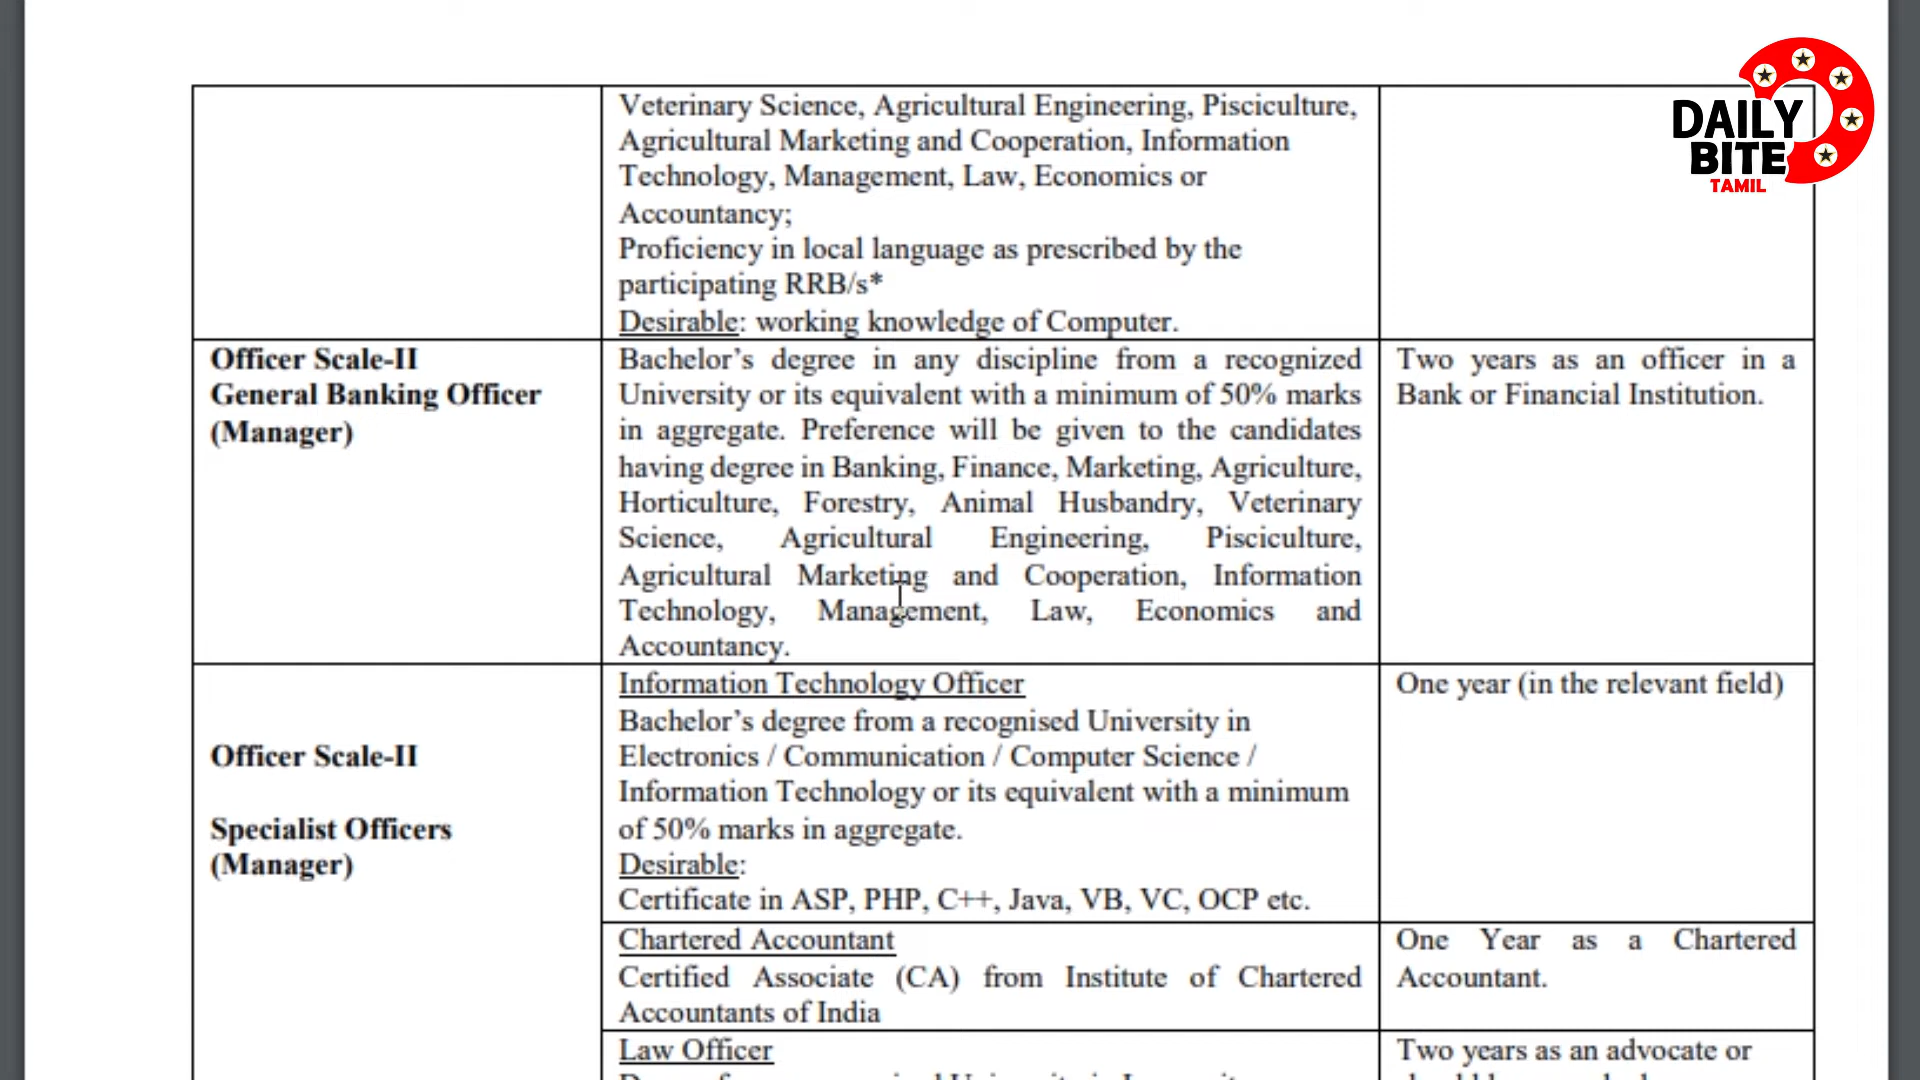 Veterinary Science, Agricultural Engineering, Pisciculture,
Agricultural Marketing and Cooperation, Information
Technology, Management, Law, Economics or
Accountancy;
Proficiency in local language as prescribed by the
participating RRB/s*
Desirable: working knowledge of Computer.
DAILY
BITE
TAMIL
Officer Scale-II
General Banking Officer
(Manager)
Bachelor’s degree in any discipline from a recognized
University or its equivalent with a minimum of 50% marks
in aggregate. Preference will be given to the candidates
having degree in Banking, Finance, Marketing, Agriculture,
Horticulture, Forestry, Animal Husbandry, Veterinary
Science, Agricultural Engineering, Pisciculture,
Agricultural Marketing and Cooperation, Information
Technology, Management, Law, Economics and
Accountancy.
Two years as an officer in a
Bank or Financial Institution.
Officer Scale-II
Specialist Officers
(Manager)
Information Technology Officer
Bachelor’s degree from a recognised University in
Electronics / Communication / Computer Science /
Information Technology or its equivalent with a minimum
of 50% marks in aggregate.
Desirable:
Certificate in ASP, PHP, C++, Java, VB, VC, OCP etc.
One year (in the relevant field)
Chartered Accountant
Certified Associate (CA) from Institute of Chartered
Accountants of India
One Year as a Chartered
Accountant.
Law Officer
Two years as an advocate or